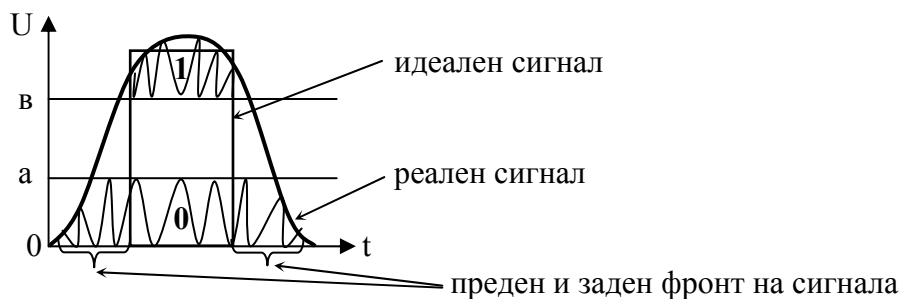 U
1
идеален сигнал
в
а
реален сигнал
0
0
t
преден и заден фронт на сигнала